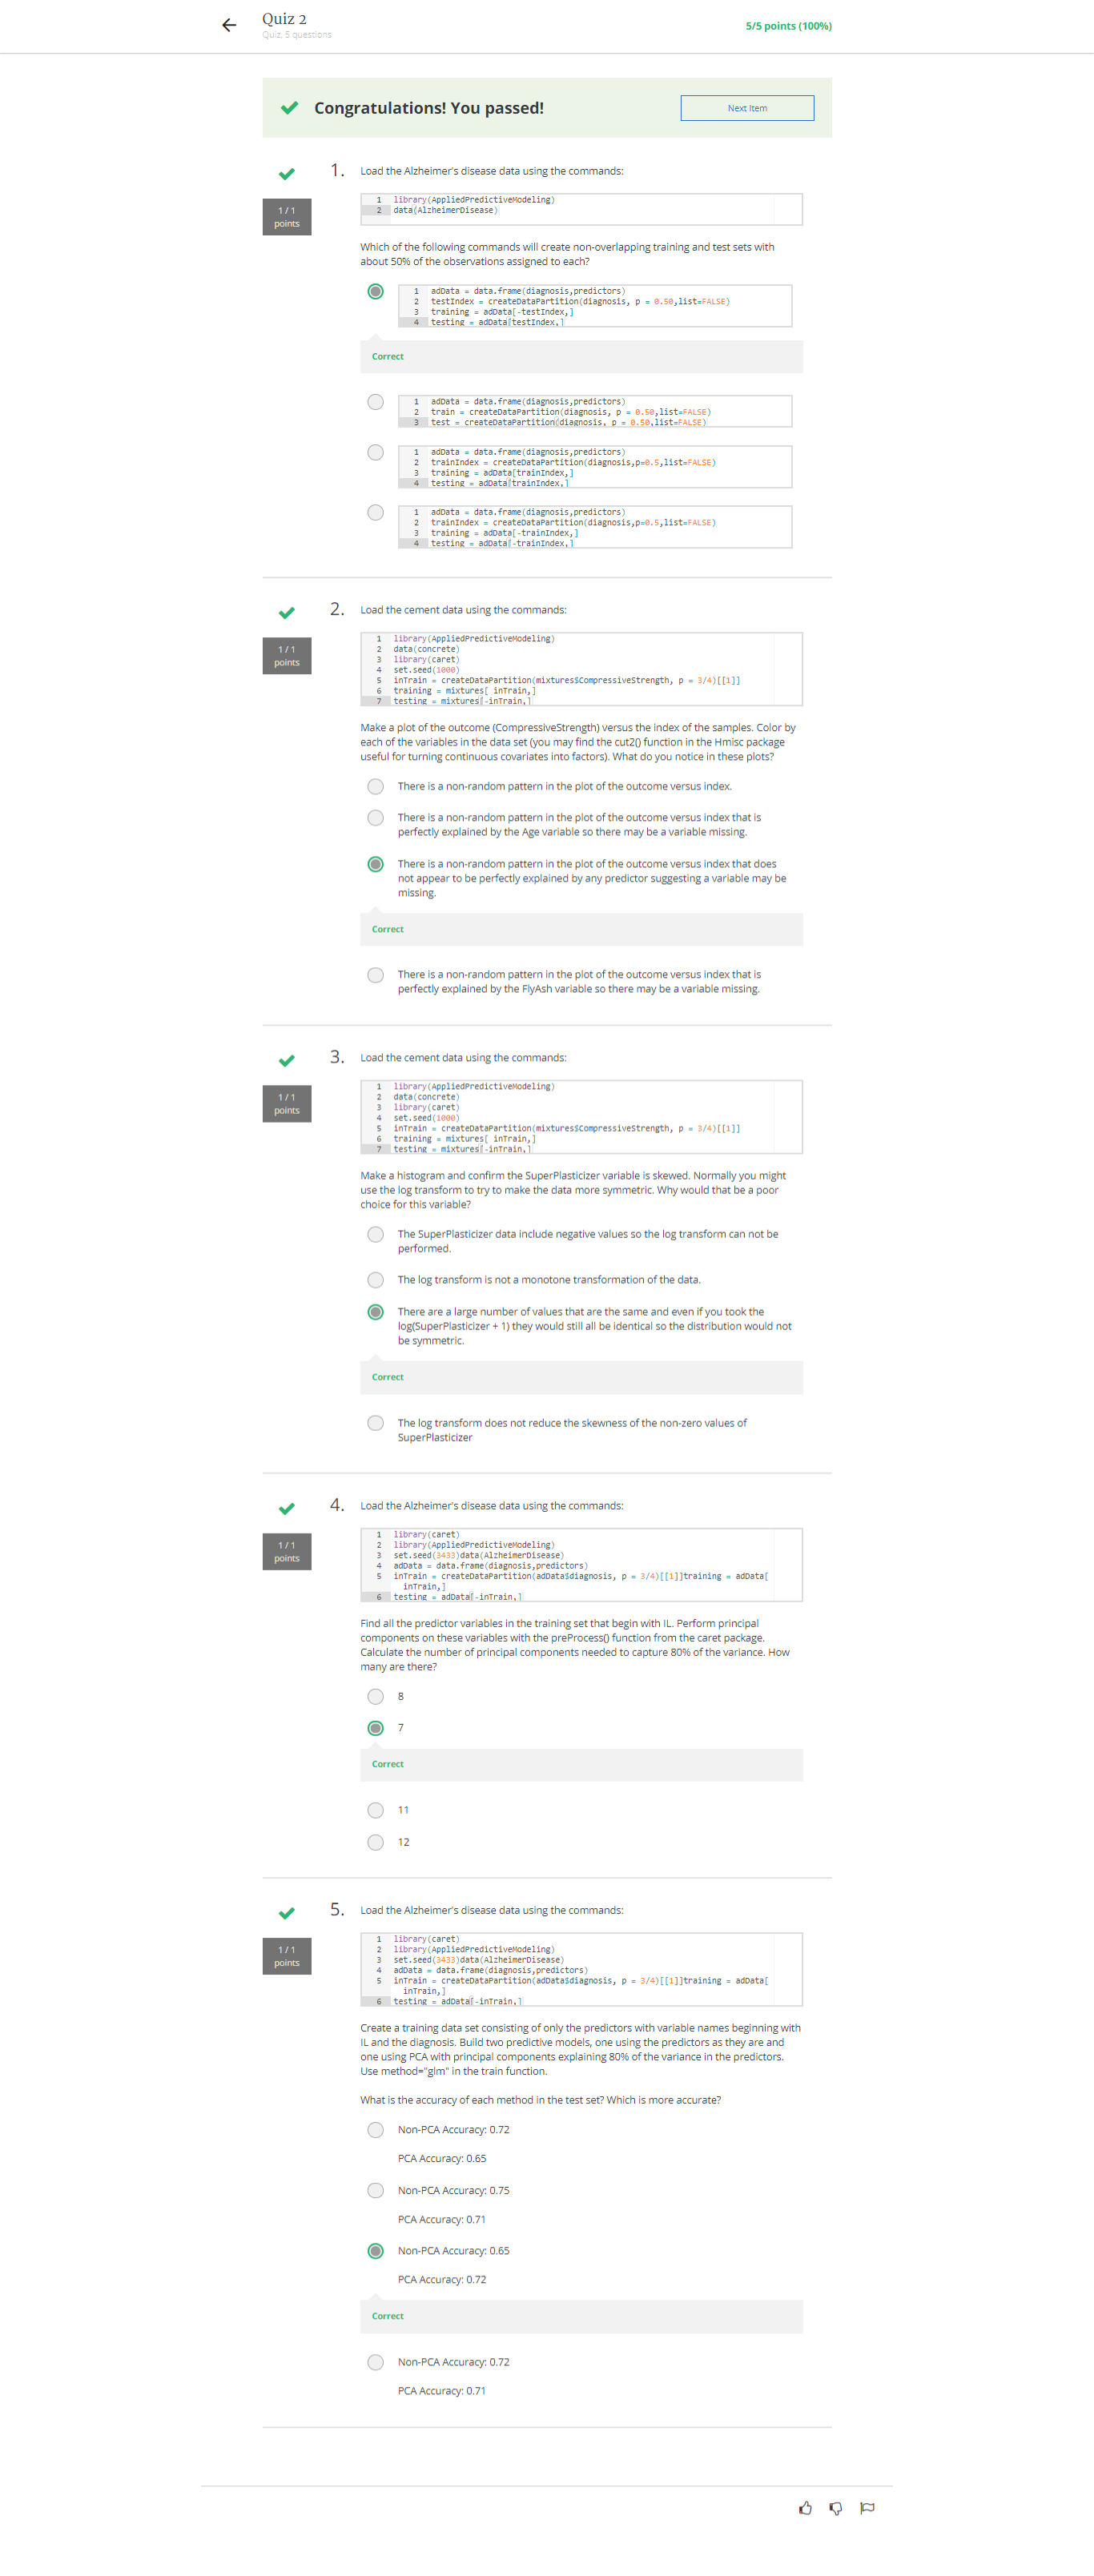 Quiz 2
Quiz, 5 questions
5/5 points (100%)
Congratulations! You passed!
Next Item
1 / 1
points
1.
Load the Alzheimer's disease data using the commands:
1 library(AppliedPredictiveModeling)
2 data(AlzheimerDisease)
Which of the following commands will create non-overlapping training and test sets with
about 50% of the observations assigned to each?
1 adData = data.frame(diagnosis,predictors)
2 testIndex = createDataPartition(diagnosis, p = 0.50,list=FALSE)
3 training = adData[-testIndex,]
4 testing = adData[testIndex,]
Correct
1 adData = data.frame(diagnosis,predictors)
2 train = createDataPartition(diagnosis, p = 0.50,list=FALSE)
3 test = createDataPartition(diagnosis, p = 0.50,list=FALSE)
1 adData = data.frame(diagnosis,predictors)
2 trainIndex = createDataPartition(diagnosis,p=0.5,list=FALSE)
3 training = adData[trainIndex,]
4 testing = adData[trainIndex,]
1 adData = data.frame(diagnosis,predictors)
2 trainIndex = createDataPartition(diagnosis,p=0.5,list=FALSE)
3 training = adData[-trainIndex,]
4 testing = adData[-trainIndex,]
1 / 1
points
2.
Load the cement data using the commands:
1 library(AppliedPredictiveModeling)
2 data(concrete)
3 library(caret)
4 set.seed(1000)
5 inTrain = createDataPartition(mixtures$CompressiveStrength, p = 3/4)[[1]]
6 training = mixtures[ inTrain,]
7 testing = mixtures[-inTrain,]
Make a plot of the outcome (CompressiveStrength) versus the index of the samples. Color by
each of the variables in the data set (you may find the cut2() function in the Hmisc package
useful for turning continuous covariates into factors). What do you notice in these plots?
There is a non-random pattern in the plot of the outcome versus index.
There is a non-random pattern in the plot of the outcome versus index that is
perfectly explained by the Age variable so there may be a variable missing.
There is a non-random pattern in the plot of the outcome versus index that does
not appear to be perfectly explained by any predictor suggesting a variable may be
missing.
Correct
There is a non-random pattern in the plot of the outcome versus index that is
perfectly explained by the FlyAsh variable so there may be a variable missing.
1 / 1
points
3.
Load the cement data using the commands:
1 library(AppliedPredictiveModeling)
2 data(concrete)
3 library(caret)
4 set.seed(1000)
5 inTrain = createDataPartition(mixtures$CompressiveStrength, p = 3/4)[[1]]
6 training = mixtures[ inTrain,]
7 testing = mixtures[-inTrain,]
Make a histogram and confirm the SuperPlasticizer variable is skewed. Normally you might
use the log transform to try to make the data more symmetric. Why would that be a poor
choice for this variable?
The SuperPlasticizer data include negative values so the log transform can not be
performed.
The log transform is not a monotone transformation of the data.
There are a large number of values that are the same and even if you took the
log(SuperPlasticizer + 1) they would still all be identical so the distribution would not
be symmetric.
Correct
The log transform does not reduce the skewness of the non-zero values of
SuperPlasticizer
1 / 1
points
4.
Load the Alzheimer's disease data using the commands:
1 library(caret)
2 library(AppliedPredictiveModeling)
3 set.seed(3433)data(AlzheimerDisease)
4 adData = data.frame(diagnosis,predictors)
5 inTrain = createDataPartition(adData$diagnosis, p = 3/4)[[1]]training = adData[
inTrain,]
6 testing = adData[-inTrain,]
Find all the predictor variables in the training set that begin with IL. Perform principal
components on these variables with the preProcess() function from the caret package.
Calculate the number of principal components needed to capture 80% of the variance. How
many are there?
8
7
Correct
11
12
1 / 1
points
5.
Load the Alzheimer's disease data using the commands:
1 library(caret)
2 library(AppliedPredictiveModeling)
3 set.seed(3433)data(AlzheimerDisease)
4 adData = data.frame(diagnosis,predictors)
5 inTrain = createDataPartition(adData$diagnosis, p = 3/4)[[1]]training = adData[
inTrain,]
6 testing = adData[-inTrain,]
Create a training data set consisting of only the predictors with variable names beginning with
IL and the diagnosis. Build two predictive models, one using the predictors as they are and
one using PCA with principal components explaining 80% of the variance in the predictors.
Use method="glm" in the train function.
What is the accuracy of each method in the test set? Which is more accurate?
Non-PCA Accuracy: 0.72
PCA Accuracy: 0.65
Non-PCA Accuracy: 0.75
PCA Accuracy: 0.71
Non-PCA Accuracy: 0.65
PCA Accuracy: 0.72
Correct
Non-PCA Accuracy: 0.72
PCA Accuracy: 0.71